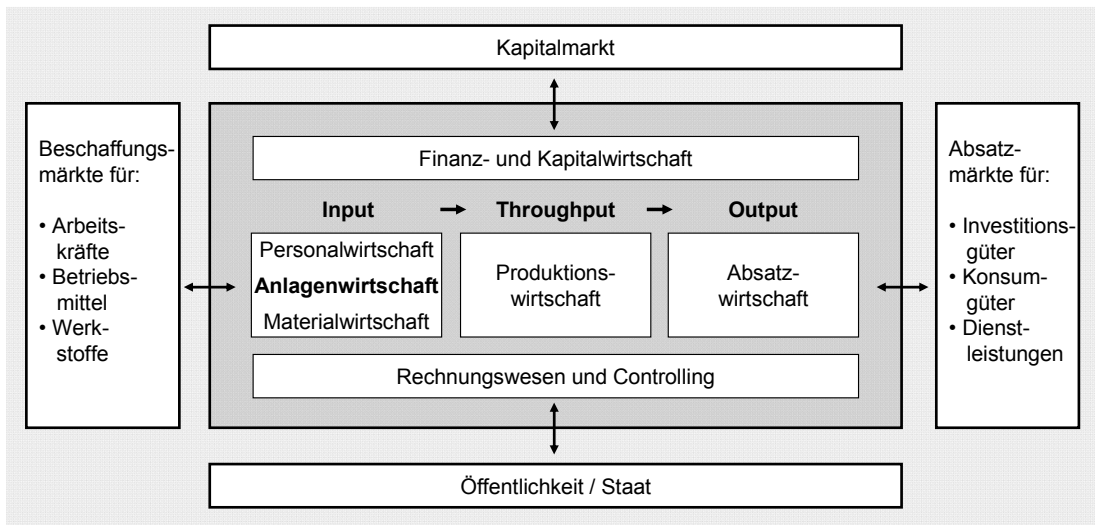 Kapitalmarkt
Beschaffungs-
märkte für:
• Arbeits-
kräfte
• Betriebs-
mittel
• Werk-
stoffe
Finanz- und Kapitalwirtschaft
Input
Throughput
Output
Personalwirtschaft
Anlagenwirtschaft
Materialwirtschaft
Produktions-
wirtschaft
Absatz-
wirtschaft
Rechnungswesen und Controlling
Absatz-
märkte für:
• Investitions-
güter
• Konsum-
güter
• Dienst-
leistungen
Öffentlichkeit / Staat